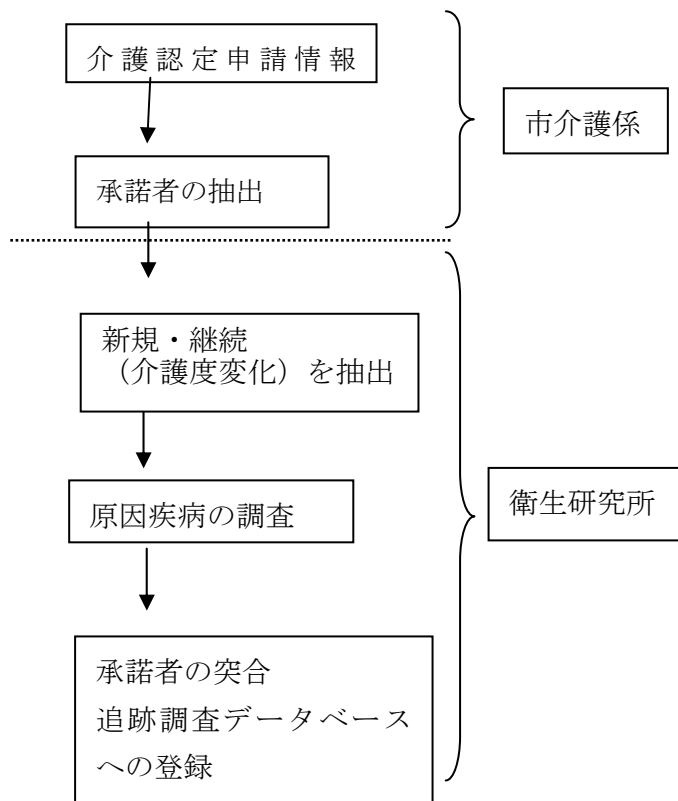 介護認定申請情報
市介護係
承諾者の抽出
新規・継続
(介護度変化)を抽出
原因疾病の調査
衛生研究所
承諾者の突合
追跡調査データベース
への登録